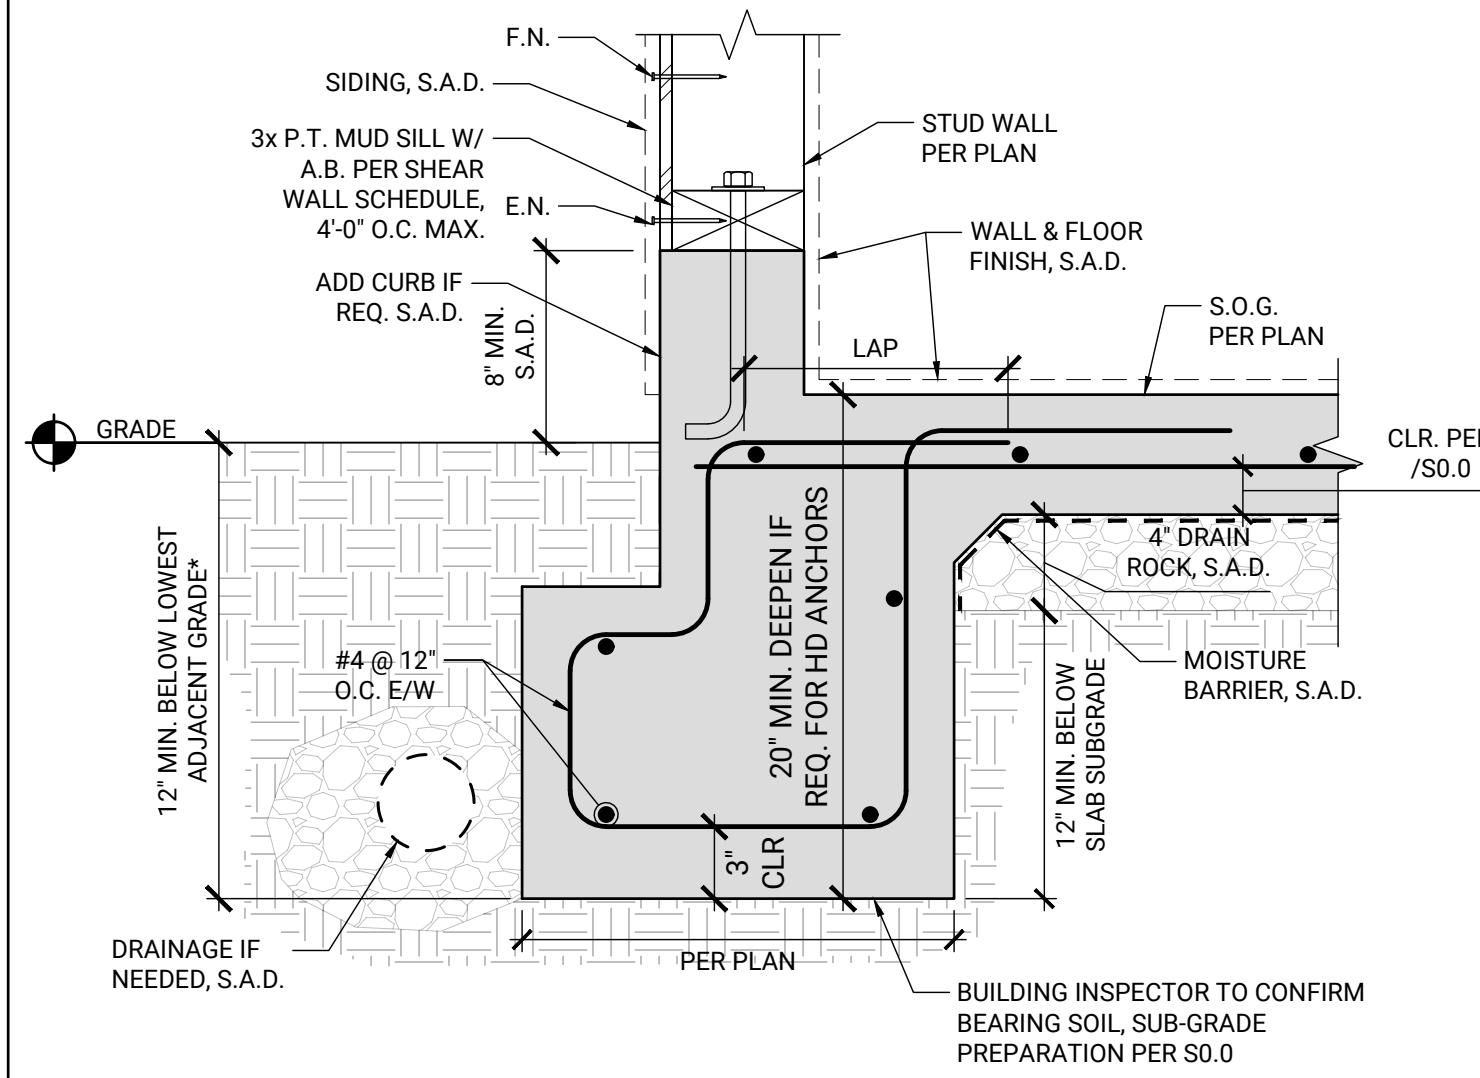 F.N.
SIDING, S.A.D.
3x P.T. MUD SILL W/
A.B. PER SHEAR
WALL SCHEDULE,
4'-0" O.C. MAX.
E.N.
ADD CURB IF
REQ. S.A.D.
8" MIN.
S.A.D.
STUD WALL
PER PLAN
WALL & FLOOR
FINISH, S.A.D.
S.O.G.
PER PLAN
LAP
GRADE
CLR. PER
/S0.0
12" MIN. BELOW LOWEST
ADJACENT GRADE*
#4 @ 12"
O.C. E/W
20" MIN. DEEPEN IF
REQ. FOR HD ANCHORS
4" DRAIN
ROCK, S.A.D.
MOISTURE
BARRIER, S.A.D.
12" MIN. BELOW
SLAB SUBGRADE
3"
CLR
DRAINAGE IF
NEEDED, S.A.D.
PER PLAN
BUILDING INSPECTOR TO CONFIRM
BEARING SOIL, SUB-GRADE
PREPARATION PER S0.0